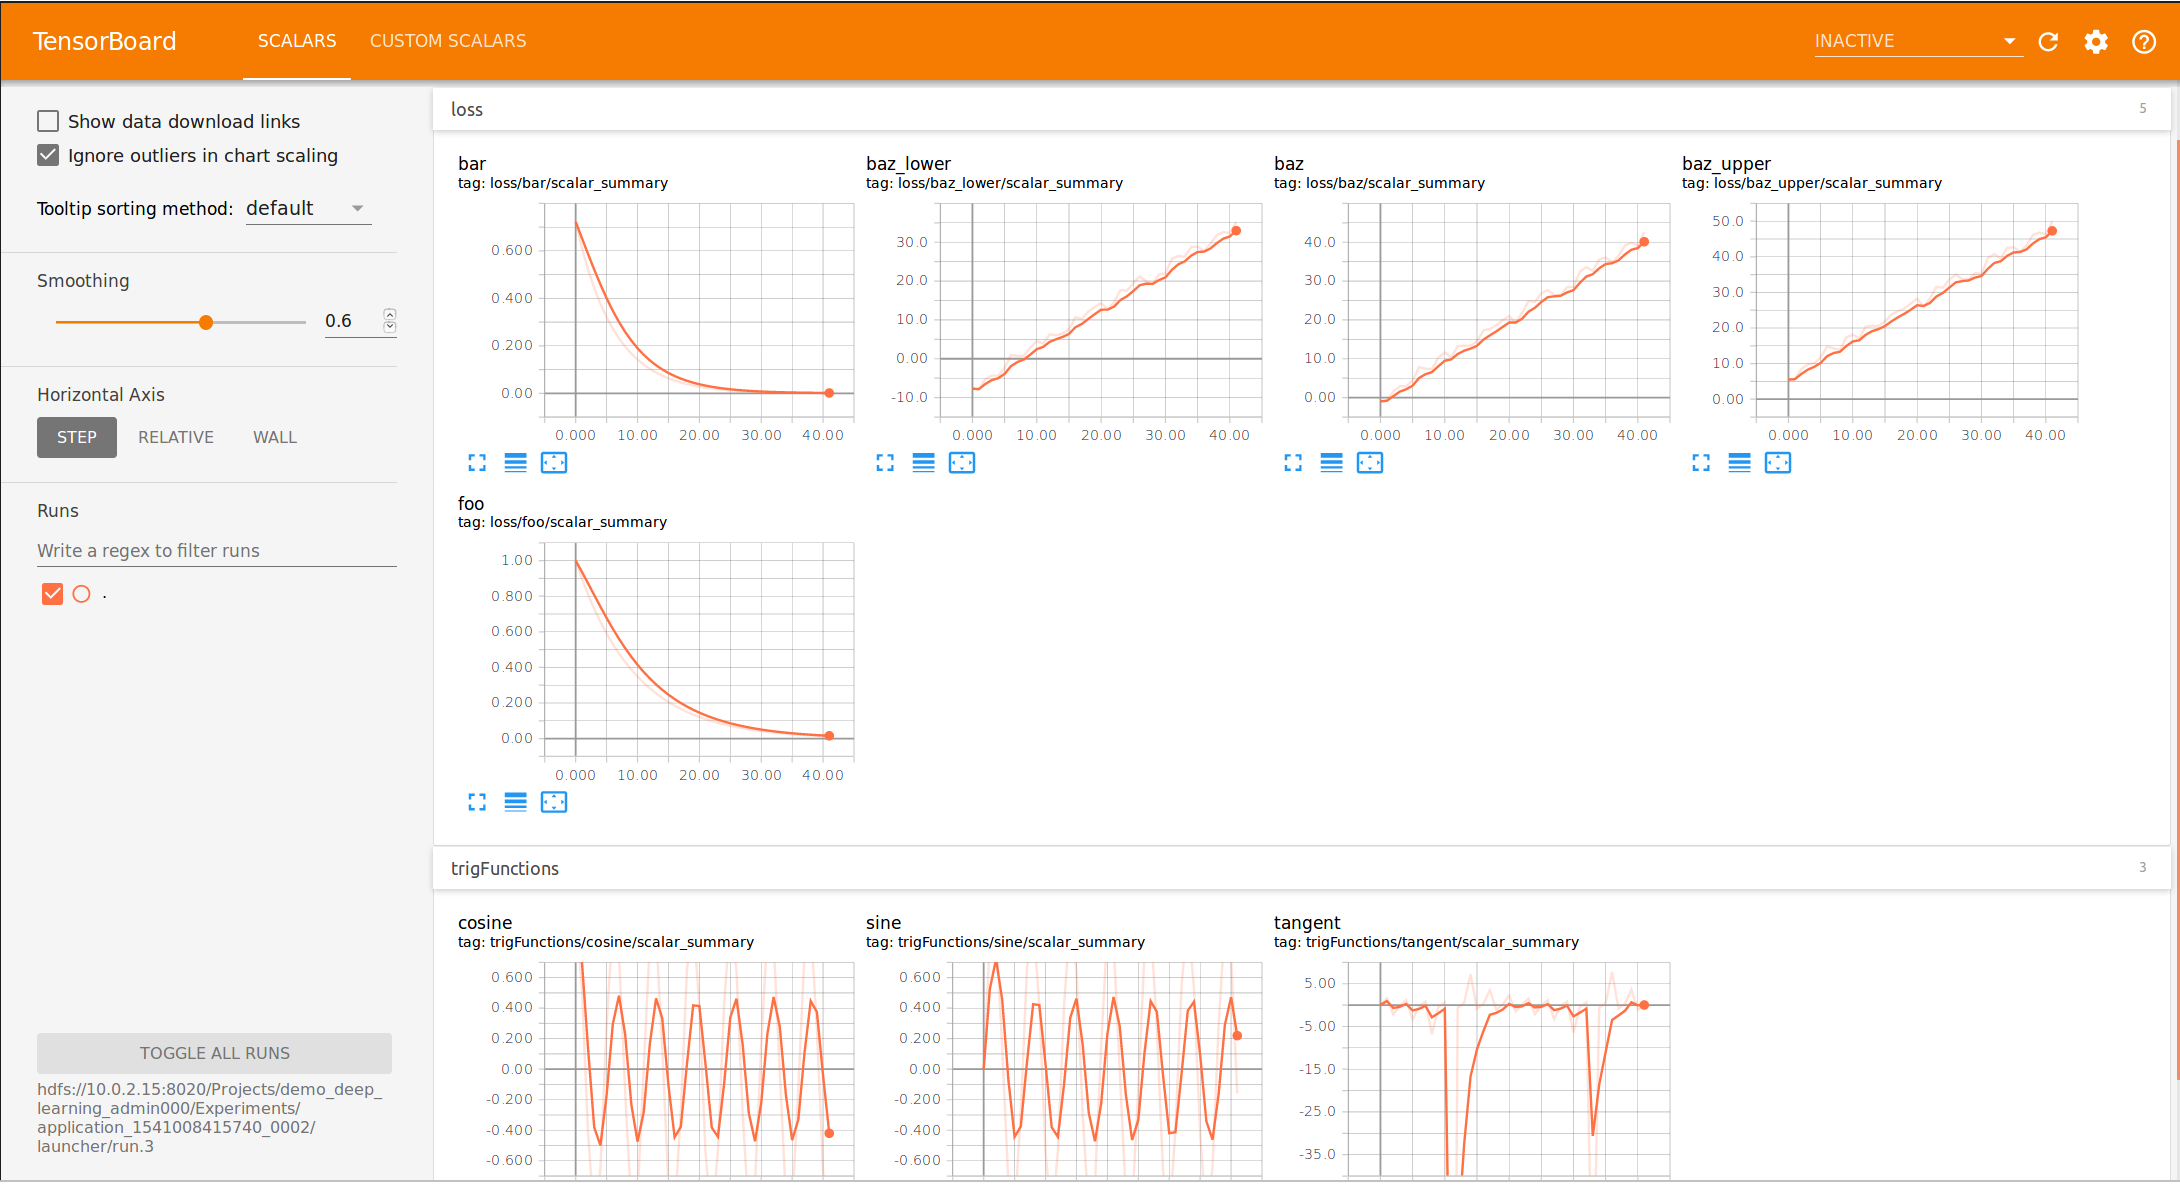 TensorBoard SCALARS CUSTOM SCALARS INACTIVE
Show data download links
Ignore outliers in chart scaling
Tooltip sorting method: default
Smoothing
0.6
Horizontal Axis
STEP RELATIVE WALL
Runs
Write a regex to filter runs
.
TOGGLE ALL RUNS
hdfs://10.0.2.15:8020/Projects/demo_deep_
learning_admin000/Experiments/
application_1541008415740_0002/
launcher/run.3
loss 5
bar
tag: loss/bar/scalar_summary
0.600
0.400
0.200
0.00
0.000 10.00 20.00 30.00 40.00
baz_lower
tag: loss/baz_lower/scalar_summary
30.0
20.0
10.0
0.00
-10.0
0.000 10.00 20.00 30.00 40.00
baz
tag: loss/baz/scalar_summary
40.0
30.0
20.0
10.0
0.00
0.000 10.00 20.00 30.00 40.00
baz_upper
tag: loss/baz_upper/scalar_summary
50.0
40.0
30.0
20.0
10.0
0.00
0.000 10.00 20.00 30.00 40.00
foo
tag: loss/foo/scalar_summary
1.00
0.800
0.600
0.400
0.200
0.00
0.000 10.00 20.00 30.00 40.00
trigFunctions 3
cosine
tag: trigFunctions/cosine/scalar_summary
0.600
0.400
0.200
0.00
-0.200
-0.400
-0.600
sine
tag: trigFunctions/sine/scalar_summary
0.600
0.400
0.200
0.00
-0.200
-0.400
-0.600
tangent
tag: trigFunctions/tangent/scalar_summary
5.00
-5.00
-15.0
-25.0
-35.0